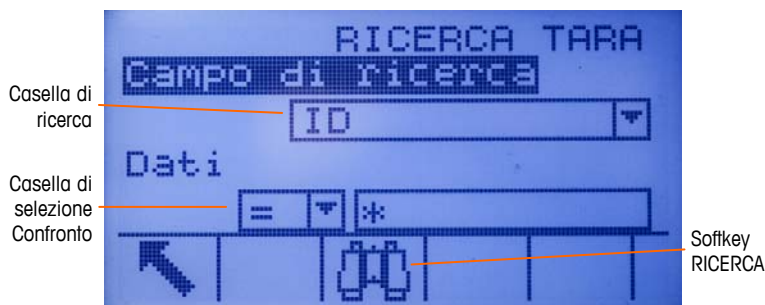 RICERCA TARA
Campo di ricerca
Casella di
ricerca
ID
Dati
Casella di
selezione
Confronto
= *
Softkey
RICERCA